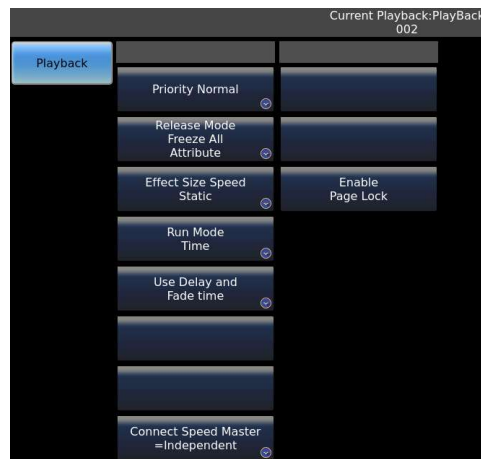 Current Playback:PlayBack
002
Playback
Priority Normal
Release Mode
Freeze All
Attribute
Effect Size Speed
Static
Enable
Page Lock
Run Mode
Time
Use Delay and
Fade time
Connect Speed Master
=Independent